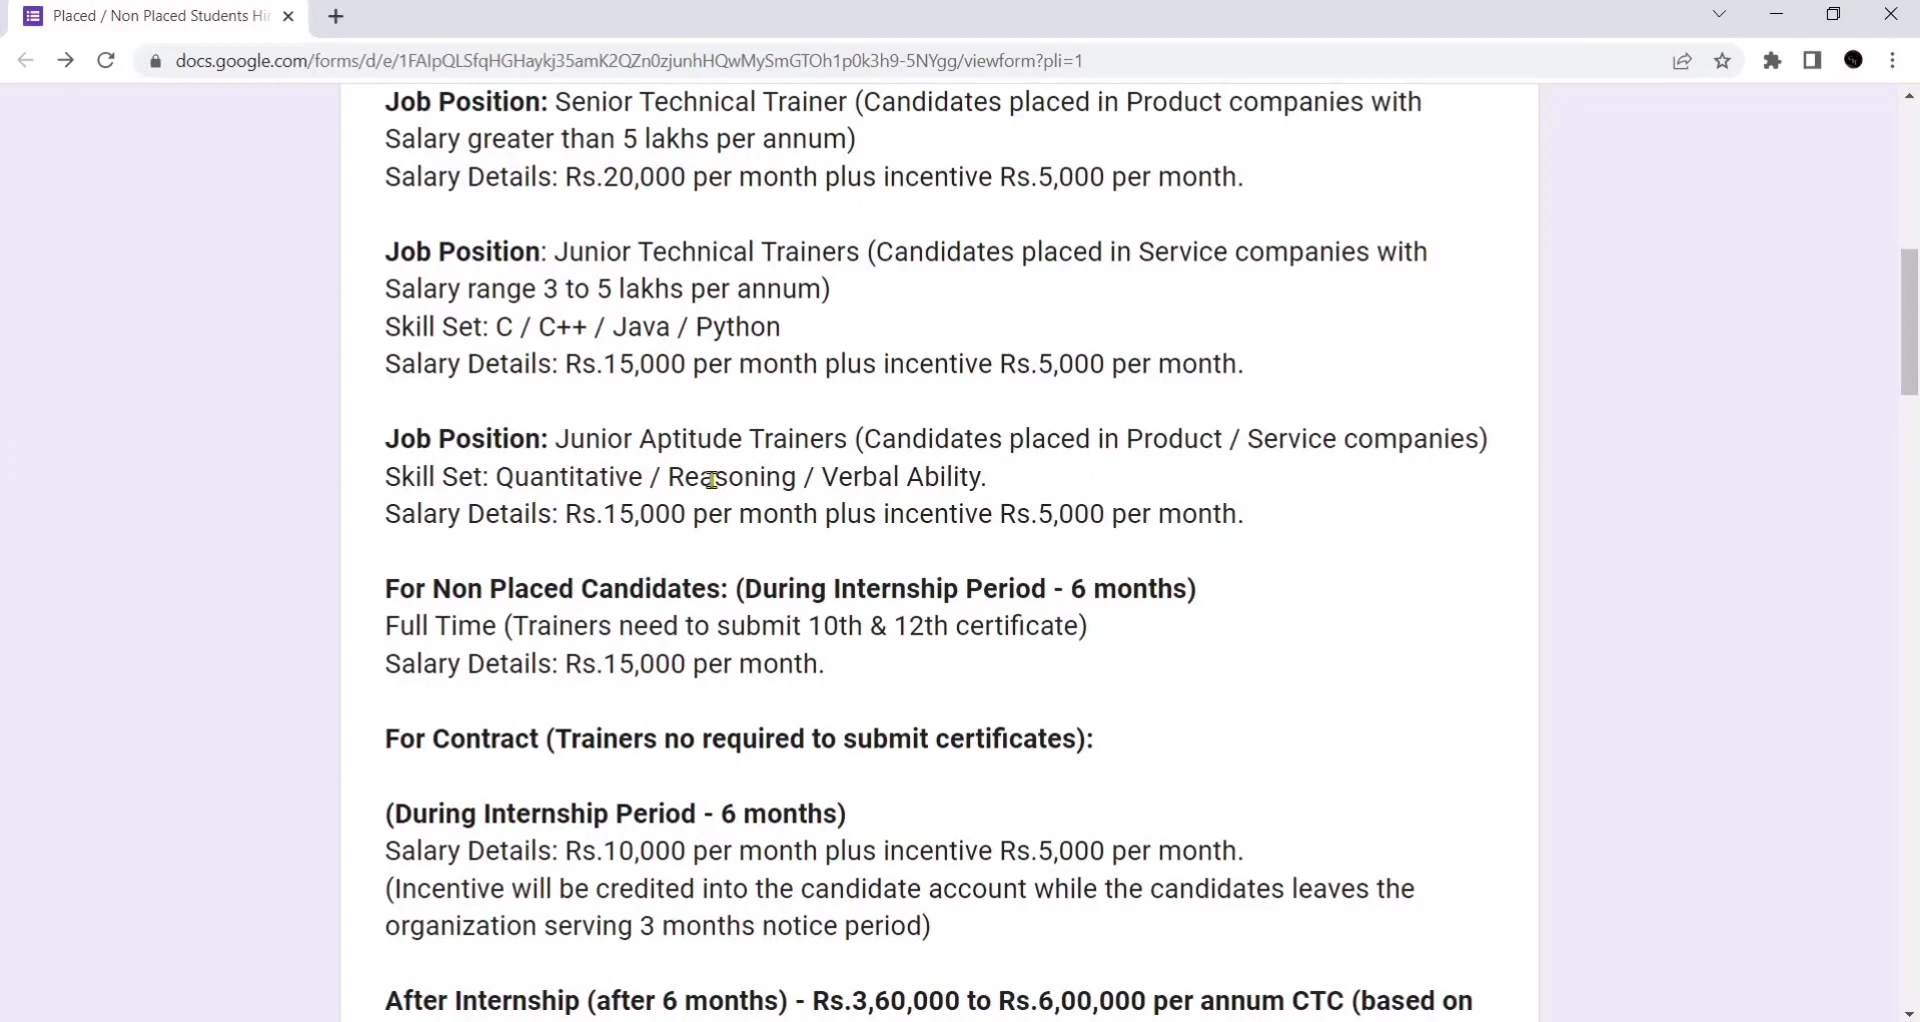 Placed / Non Placed Students Hir
docs.google.com/forms/d/e/1FAIpQLSfqHGHaykj35amK2QZn0zjunhHQwMySmGTOh1p0k3h9-5NYgg/viewform?pli=1
Job Position: Senior Technical Trainer (Candidates placed in Product companies with
Salary greater than 5 lakhs per annum)
Salary Details: Rs.20,000 per month plus incentive Rs.5,000 per month.
Job Position: Junior Technical Trainers (Candidates placed in Service companies with
Salary range 3 to 5 lakhs per annum)
Skill Set: C / C++ / Java / Python
Salary Details: Rs.15,000 per month plus incentive Rs.5,000 per month.
Job Position: Junior Aptitude Trainers (Candidates placed in Product / Service companies)
Skill Set: Quantitative / Reasoning / Verbal Ability.
Salary Details: Rs.15,000 per month plus incentive Rs.5,000 per month.
For Non Placed Candidates: (During Internship Period - 6 months)
Full Time (Trainers need to submit 10th & 12th certificate)
Salary Details: Rs.15,000 per month.
For Contract (Trainers no required to submit certificates):
(During Internship Period - 6 months)
Salary Details: Rs.10,000 per month plus incentive Rs.5,000 per month.
(Incentive will be credited into the candidate account while the candidates leaves the
organization serving 3 months notice period)
After Internship (after 6 months) - Rs.3,60,000 to Rs.6,00,000 per annum CTC (based on